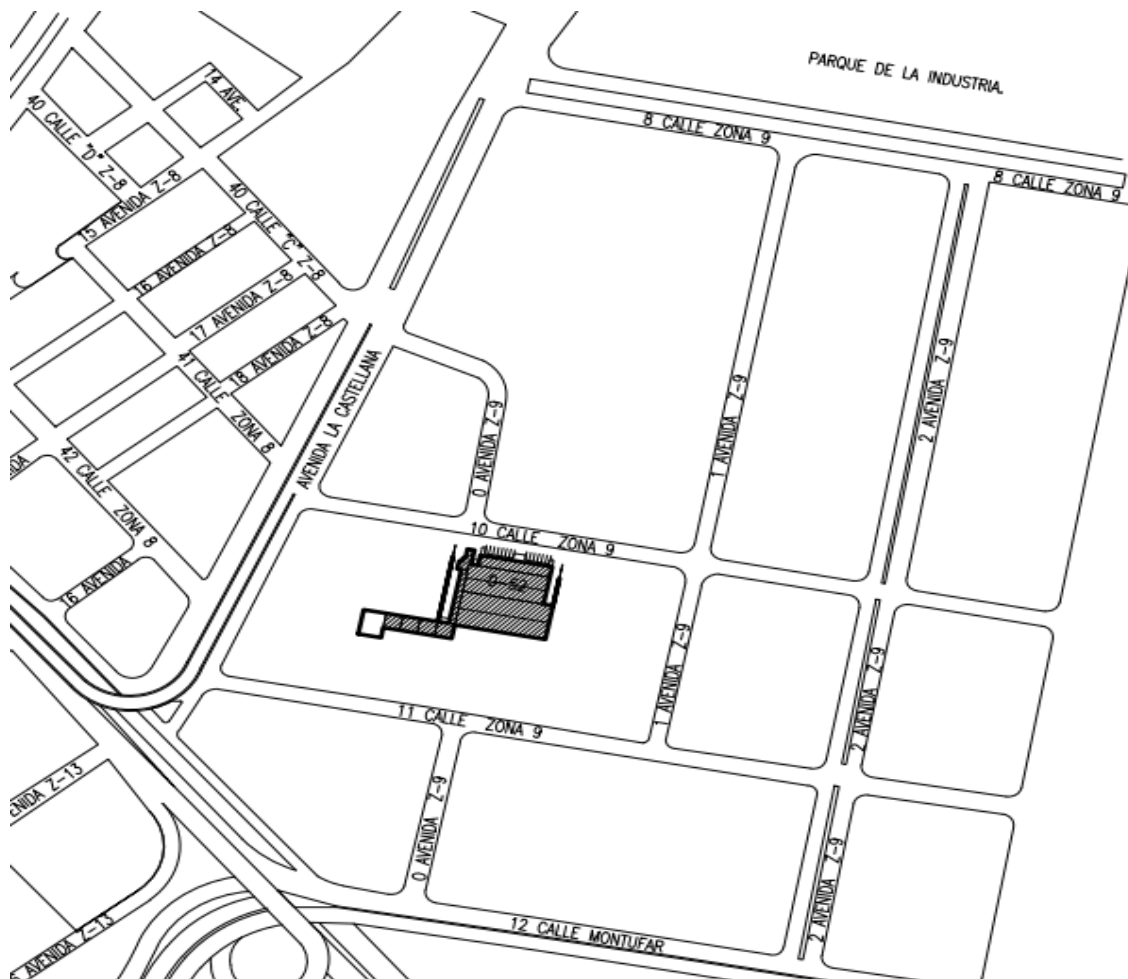 PARQUE DE LA INDUSTRIA.
14 AVE.
40 CALLE "D" Z-8
8 CALLE ZONA 9
8 CALLE ZONA 9
15 AVENIDA Z-8
40 CALLE "C" Z-8
16 AVENIDA Z-8
17 AVENIDA Z-8
18 AVENIDA Z-8
41 CALLE ZONA 8
AVENIDA LA CASTELLANA
0 AVENIDA Z-9
1 AVENIDA Z-9
2 AVENIDA Z-9
42 CALLE ZONA 8
10 CALLE ZONA 9
16 AVENIDA
1 AVENIDA Z-9
2 AVENIDA Z-9
11 CALLE ZONA 9
ENIDA Z-13
0 AVENIDA Z-9
2 AVENIDA Z-9
AVENIDA Z-13
12 CALLE MONTUFAR